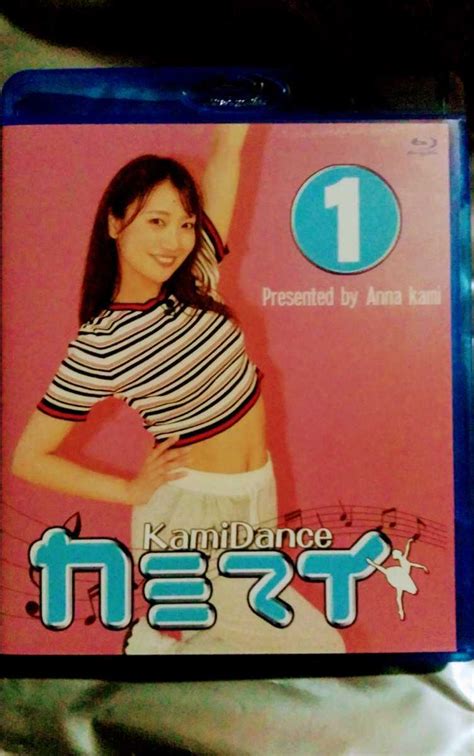 1
Presented by Anna kami
KamiDance
カミマイ